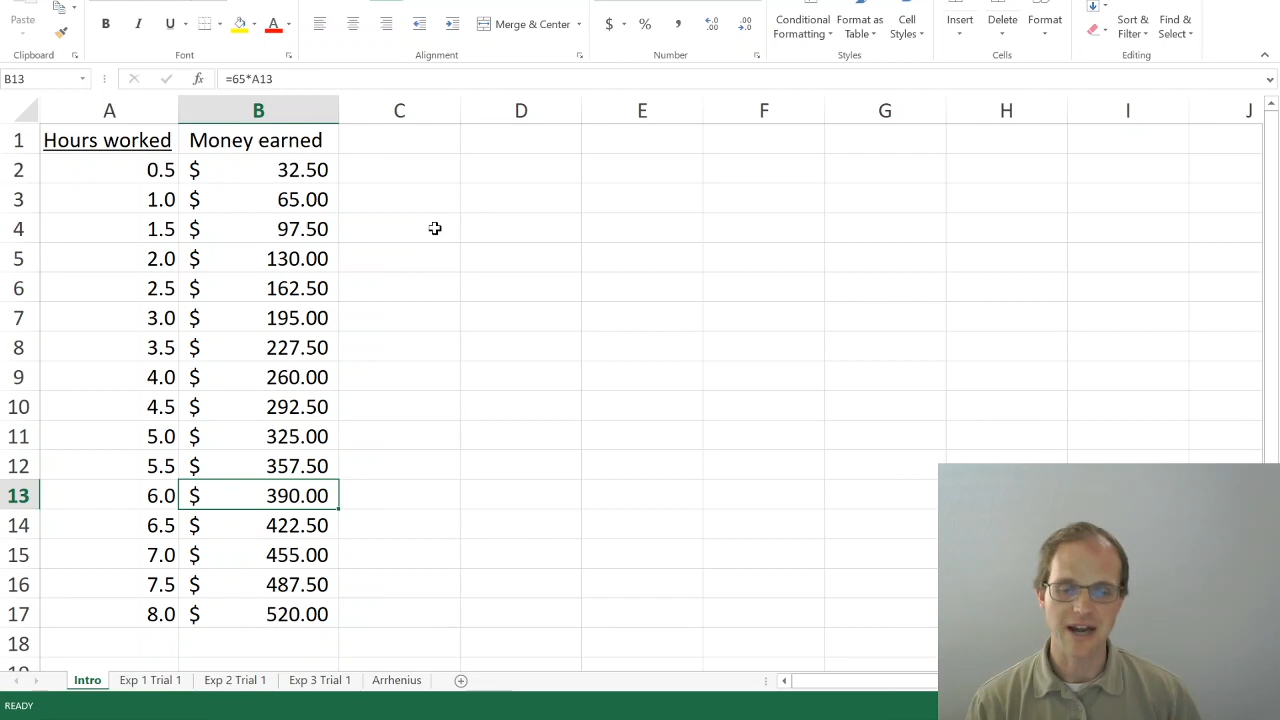 Paste
B I U A Merge & Center $ % , Conditional Format as Cell Insert Delete Format Sort & Find &
Formatting Table Styles Filter Select
Clipboard Font Alignment Number Styles Cells Editing
B13 fx =65*A13
A B C D E F G H I J
1 Hours worked Money earned
2 0.5 $ 32.50
3 1.0 $ 65.00
4 1.5 $ 97.50
5 2.0 $ 130.00
6 2.5 $ 162.50
7 3.0 $ 195.00
8 3.5 $ 227.50
9 4.0 $ 260.00
10 4.5 $ 292.50
11 5.0 $ 325.00
12 5.5 $ 357.50
13 6.0 $ 390.00
14 6.5 $ 422.50
15 7.0 $ 455.00
16 7.5 $ 487.50
17 8.0 $ 520.00
18
Intro Exp 1 Trial 1 Exp 2 Trial 1 Exp 3 Trial 1 Arrhenius
READY